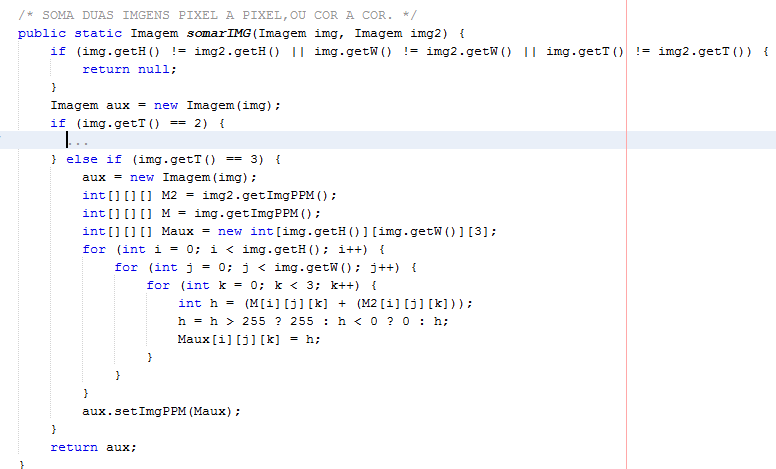 /* SOMA DUAS IMGENS PIXEL A PIXEL,OU COR A COR. */
public static Imagem somarIMG(Imagem img, Imagem img2) {
    if (img.getH() != img2.getH() || img.getW() != img2.getW() || img.getT() != img2.getT()) {
        return null;
    }
    Imagem aux = new Imagem(img);
    if (img.getT() == 2) {
        ...
    } else if (img.getT() == 3) {
        aux = new Imagem(img);
        int[][][] M2 = img2.getImgPPM();
        int[][][] M = img.getImgPPM();
        int[][][] Maux = new int[img.getH()][img.getW()][3];
        for (int i = 0; i < img.getH(); i++) {
            for (int j = 0; j < img.getW(); j++) {
                for (int k = 0; k < 3; k++) {
                    int h = (M[i][j][k] + (M2[i][j][k]));
                    h = h > 255 ? 255 : h < 0 ? 0 : h;
                    Maux[i][j][k] = h;
                }
            }
        }
        aux.setImgPPM(Maux);
    }
    return aux;
}